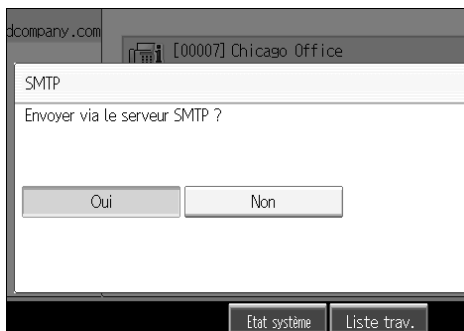 dcompany.com
[00007] Chicago Office
SMTP
Envoyer via le serveur SMTP ?
Oui Non
Etat système Liste trav.